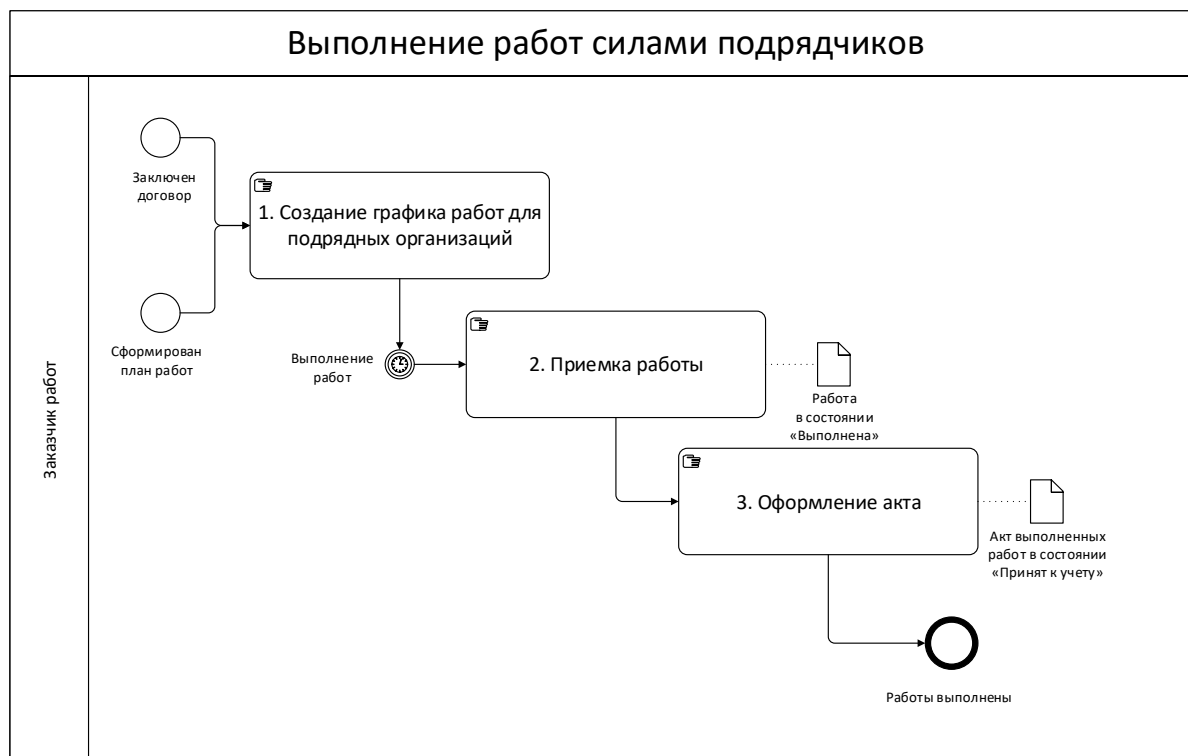 Выполнение работ силами подрядчиков
Заказчик работ
Заключен
договор
1. Создание графика работ для
подрядных организаций
Сформирован
план работ
Выполнение
работ
2. Приемка работы
Работа
в состоянии
«Выполнена»
3. Оформление акта
Акт выполненных
работ в состоянии
«Принят к учету»
Работы выполнены